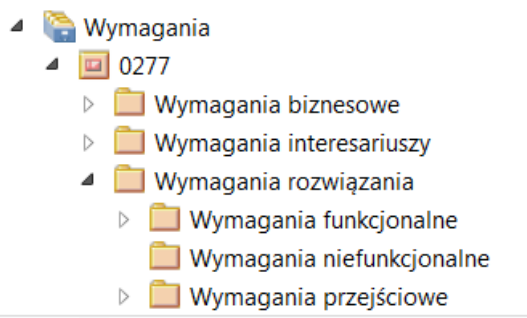 Wymagania
0277
Wymagania biznesowe
Wymagania interesariuszy
Wymagania rozwiązania
Wymagania funkcjonalne
Wymagania niefunkcjonalne
Wymagania przejściowe